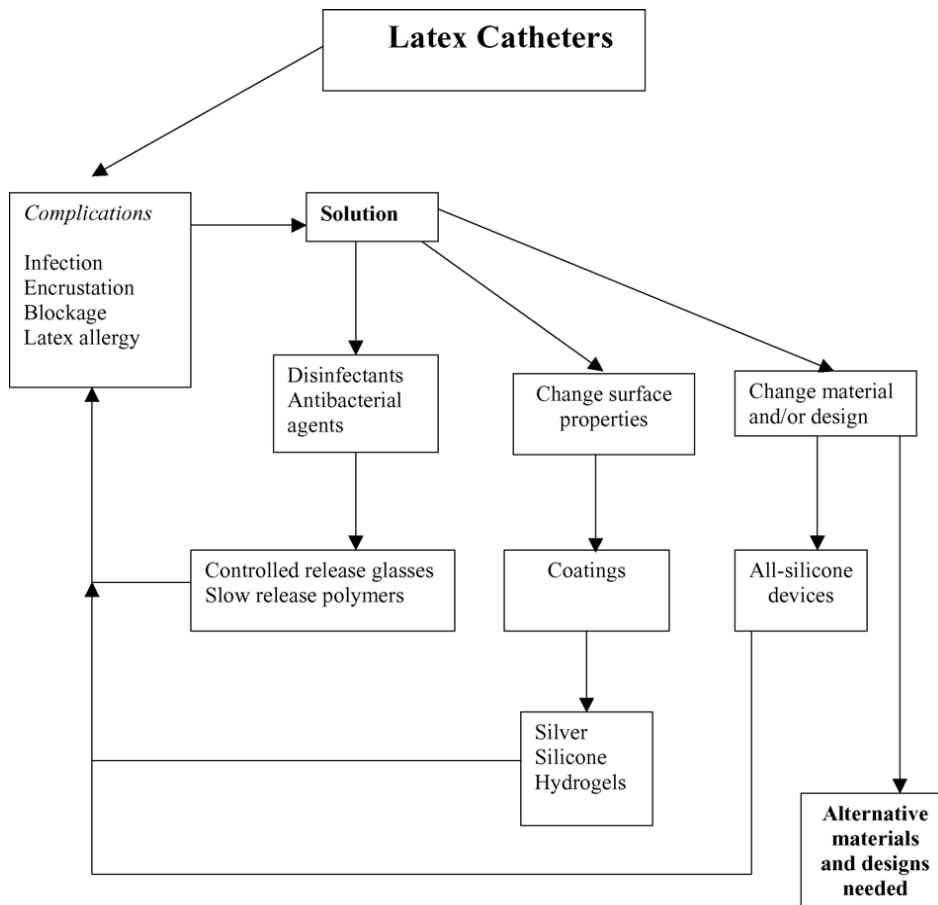 Latex Catheters
Complications
Infection
Encrustation
Blockage
Latex allergy
Solution
Disinfectants
Antibacterial
agents
Change surface
properties
Change material
and/or design
Controlled release glasses
Slow release polymers
Coatings
All-silicone
devices
Silver
Silicone
Hydrogels
Alternative
materials
and designs
needed